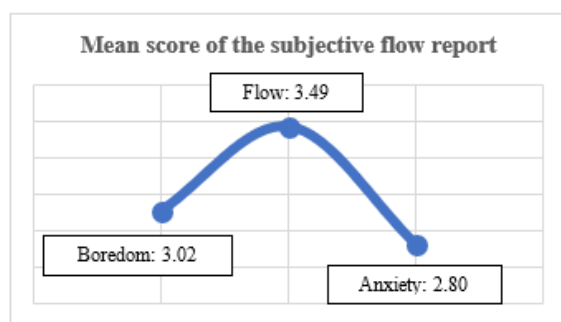 Mean score of the subjective flow report
Flow: 3.49
Boredom: 3.02
Anxiety: 2.80